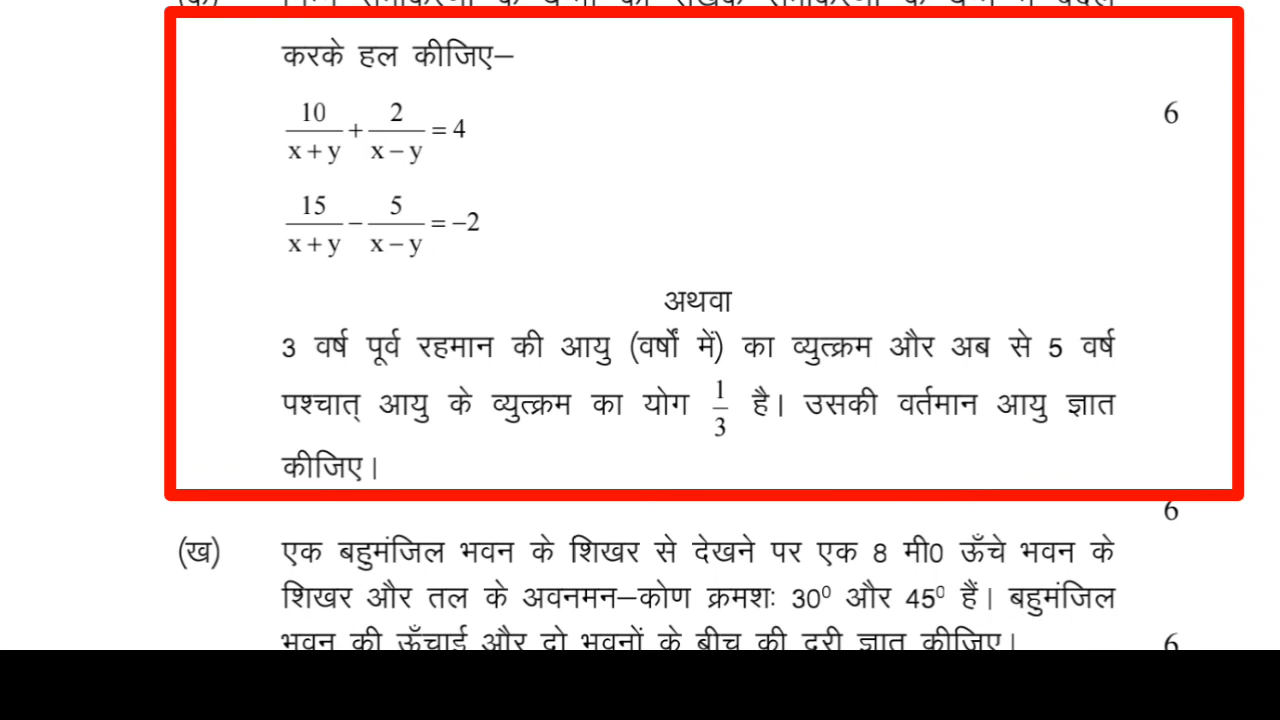 करके हल कीजिए–
10/(x+y) + 2/(x–y) = 4
6
15/(x+y) – 5/(x–y) = –2
अथवा
3 वर्ष पूर्व रहमान की आयु (वर्षों में) का व्युत्क्रम और अब से 5 वर्ष
पश्चात् आयु के व्युत्क्रम का योग 1/3 है। उसकी वर्तमान आयु ज्ञात
कीजिए।
6
(ख) एक बहुमंजिल भवन के शिखर से देखने पर एक 8 मी0 ऊँचे भवन के
शिखर और तल के अवनमन–कोण क्रमशः 30⁰ और 45⁰ हैं। बहुमंजिल
भवन की ऊँचाई और दो भवनों के बीच की दूरी ज्ञात कीजिए।
6